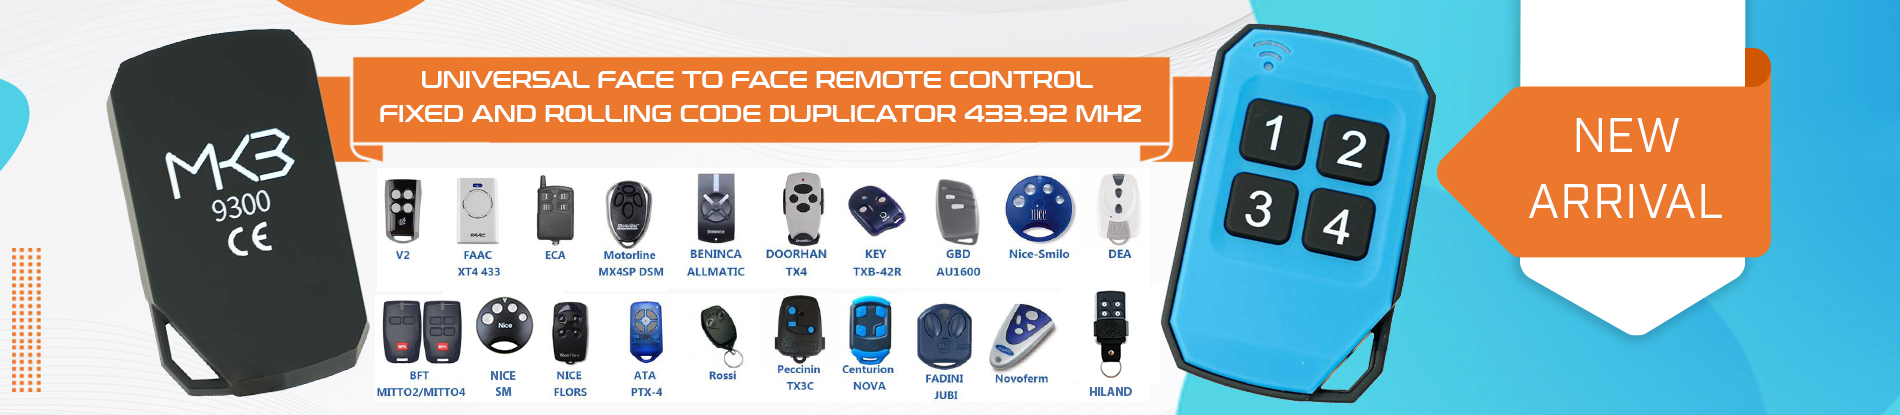 UNIVERSAL FACE TO FACE REMOTE CONTROL
FIXED AND ROLLING CODE DUPLICATOR 433.92 MHZ
MKB
9300
CE
1 2
3 4
NEW
ARRIVAL
V2
FAAC
XT4 433
ECA
Motorline
MX4SP DSM
BENINCA
ALLMATIC
DOORHAN
TX4
KEY
TXB-42R
GBD
AU1600
nice
Nice-Smilo
DEA
BFT
MITTO2/MITTO4
Nice
NICE
SM
NICE
FLORS
ATA
PTX-4
Rossi
Peccinin
TX3C
Centurion
NOVA
FADINI
JUBI
Novoferm
HILAND